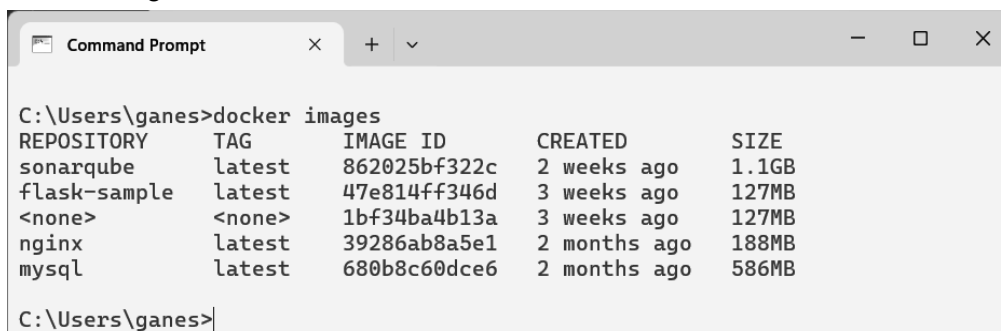 Command Prompt
C:\Users\ganes>docker images
REPOSITORY TAG IMAGE ID CREATED SIZE
sonarqube latest 862025bf322c 2 weeks ago 1.1GB
flask-sample latest 47e814ff346d 3 weeks ago 127MB
<none> <none> 1bf34ba4b13a 3 weeks ago 127MB
nginx latest 39286ab8a5e1 2 months ago 188MB
mysql latest 680b8c60dce6 2 months ago 586MB
C:\Users\ganes>